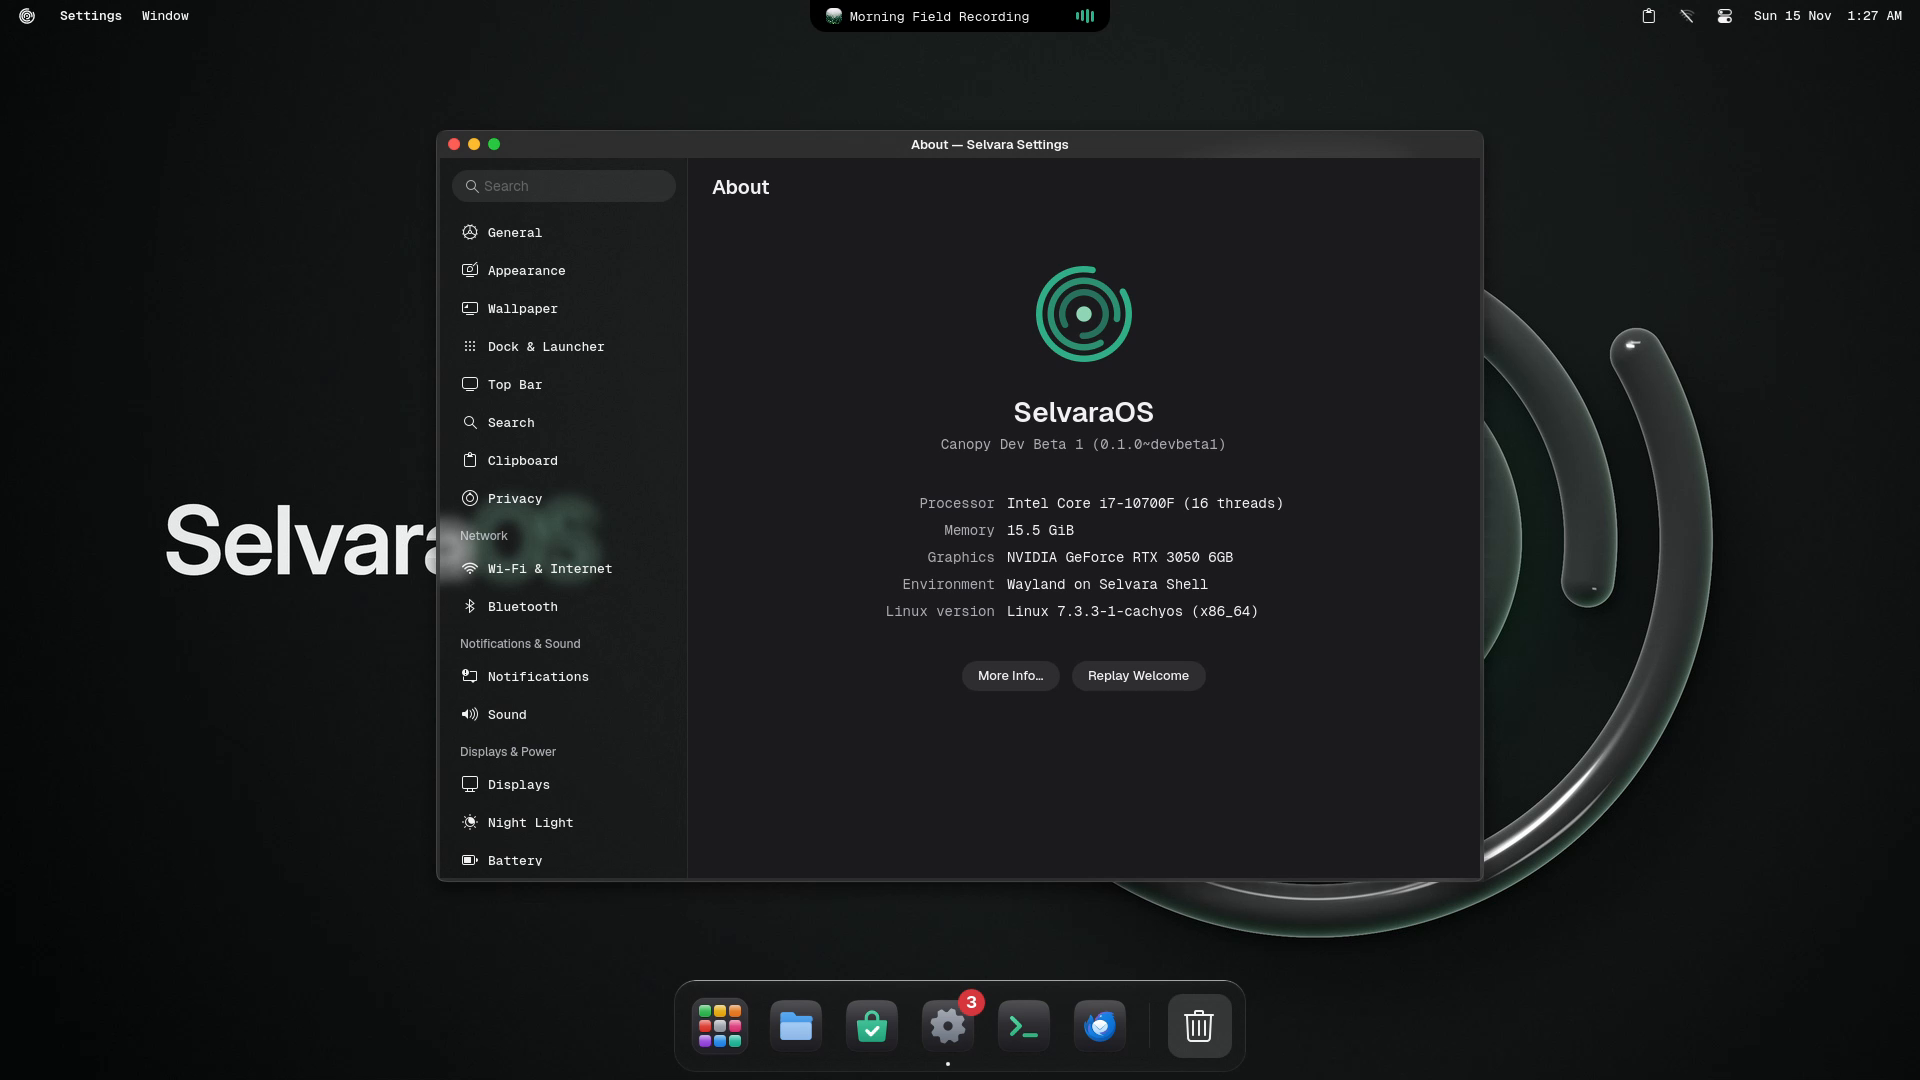 Settings Window
Morning Field Recording
Sun 15 Nov 1:27 AM
About — Selvara Settings
Search
General
Appearance
Wallpaper
Dock & Launcher
Top Bar
Search
Clipboard
Privacy
Network
Wi-Fi & Internet
Bluetooth
Notifications & Sound
Notifications
Sound
Displays & Power
Displays
Night Light
Battery
About
SelvaraOS
Canopy Dev Beta 1 (0.1.0~devbeta1)
Processor Intel Core i7-10700F (16 threads)
Memory 15.5 GiB
Graphics NVIDIA GeForce RTX 3050 6GB
Environment Wayland on Selvara Shell
Linux version Linux 7.3.3-1-cachyos (x86_64)
More Info…
Replay Welcome
SelvaraOS
3